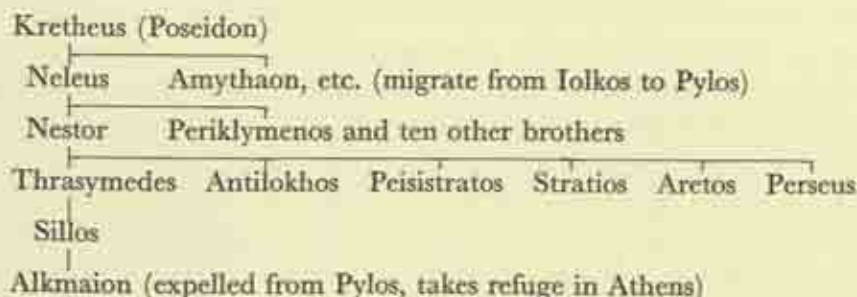 Kretheus (Poseidon)
Neleus Amythaon, etc. (migrate from Iolkos to Pylos)
Nestor Periklymenos and ten other brothers
Thrasymedes Antilokhos Peisistratos Stratios Aretos Perseus
Sillos
Alkmaion (expelled from Pylos, takes refuge in Athens)